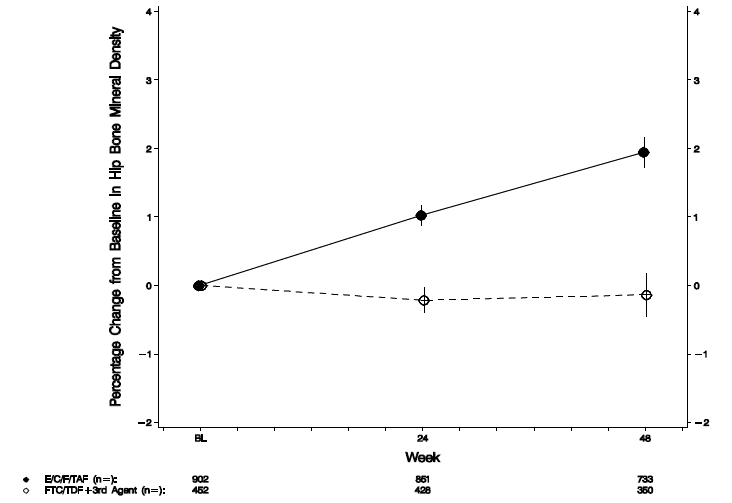 Percentage Change from Baseline in Hip Bone Mineral Density
4 4
3 3
2 2
1 1
0 0
−1 −1
−2 −2
BL 24 48
Week
E/C/F/TAF (n=): 902 861 733
FTC/TDF+3rd Agent (n=): 452 428 350